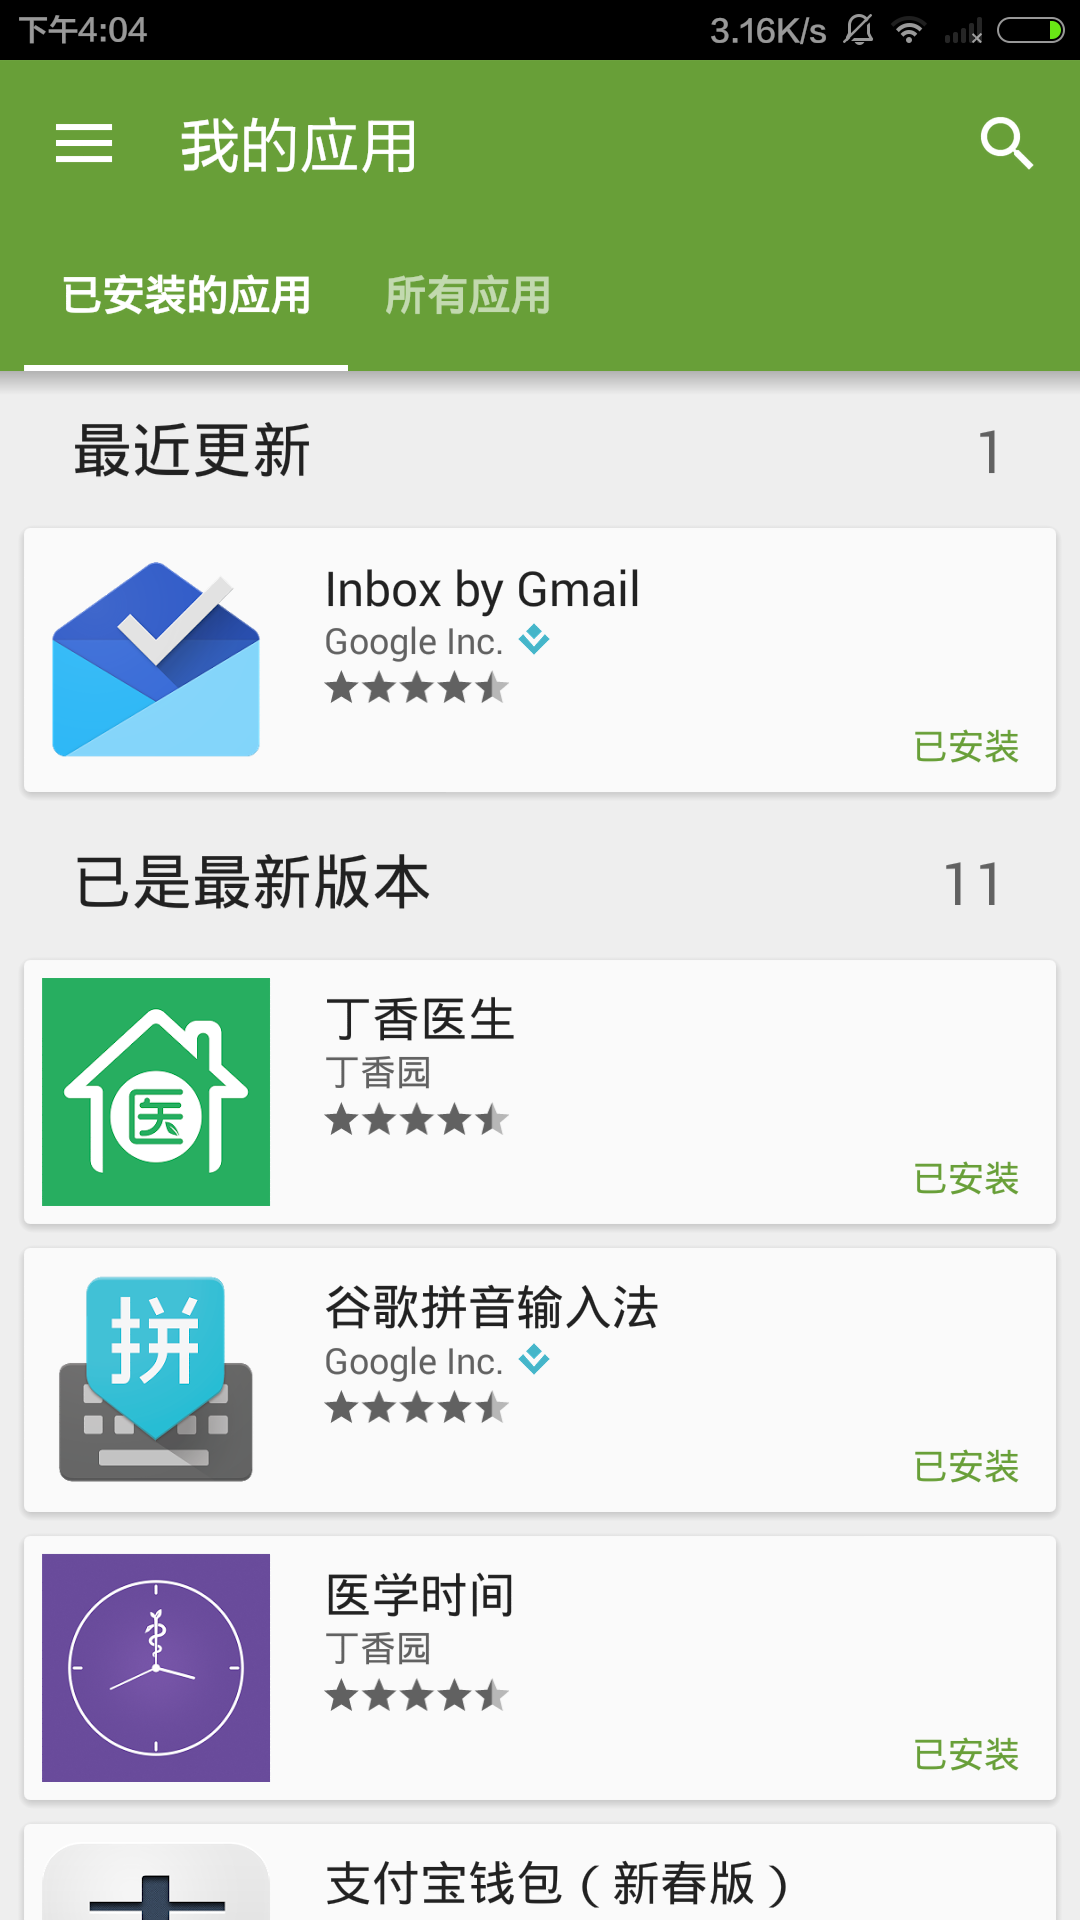 下午4:04 3.16K/s
我的应用
已安装的应用 所有应用
最近更新 1
Inbox by Gmail
Google Inc.
已安装
已是最新版本 11
医
丁香医生
丁香园
已安装
拼
谷歌拼音输入法
Google Inc.
已安装
医学时间
丁香园
已安装
支付宝钱包（新春版）